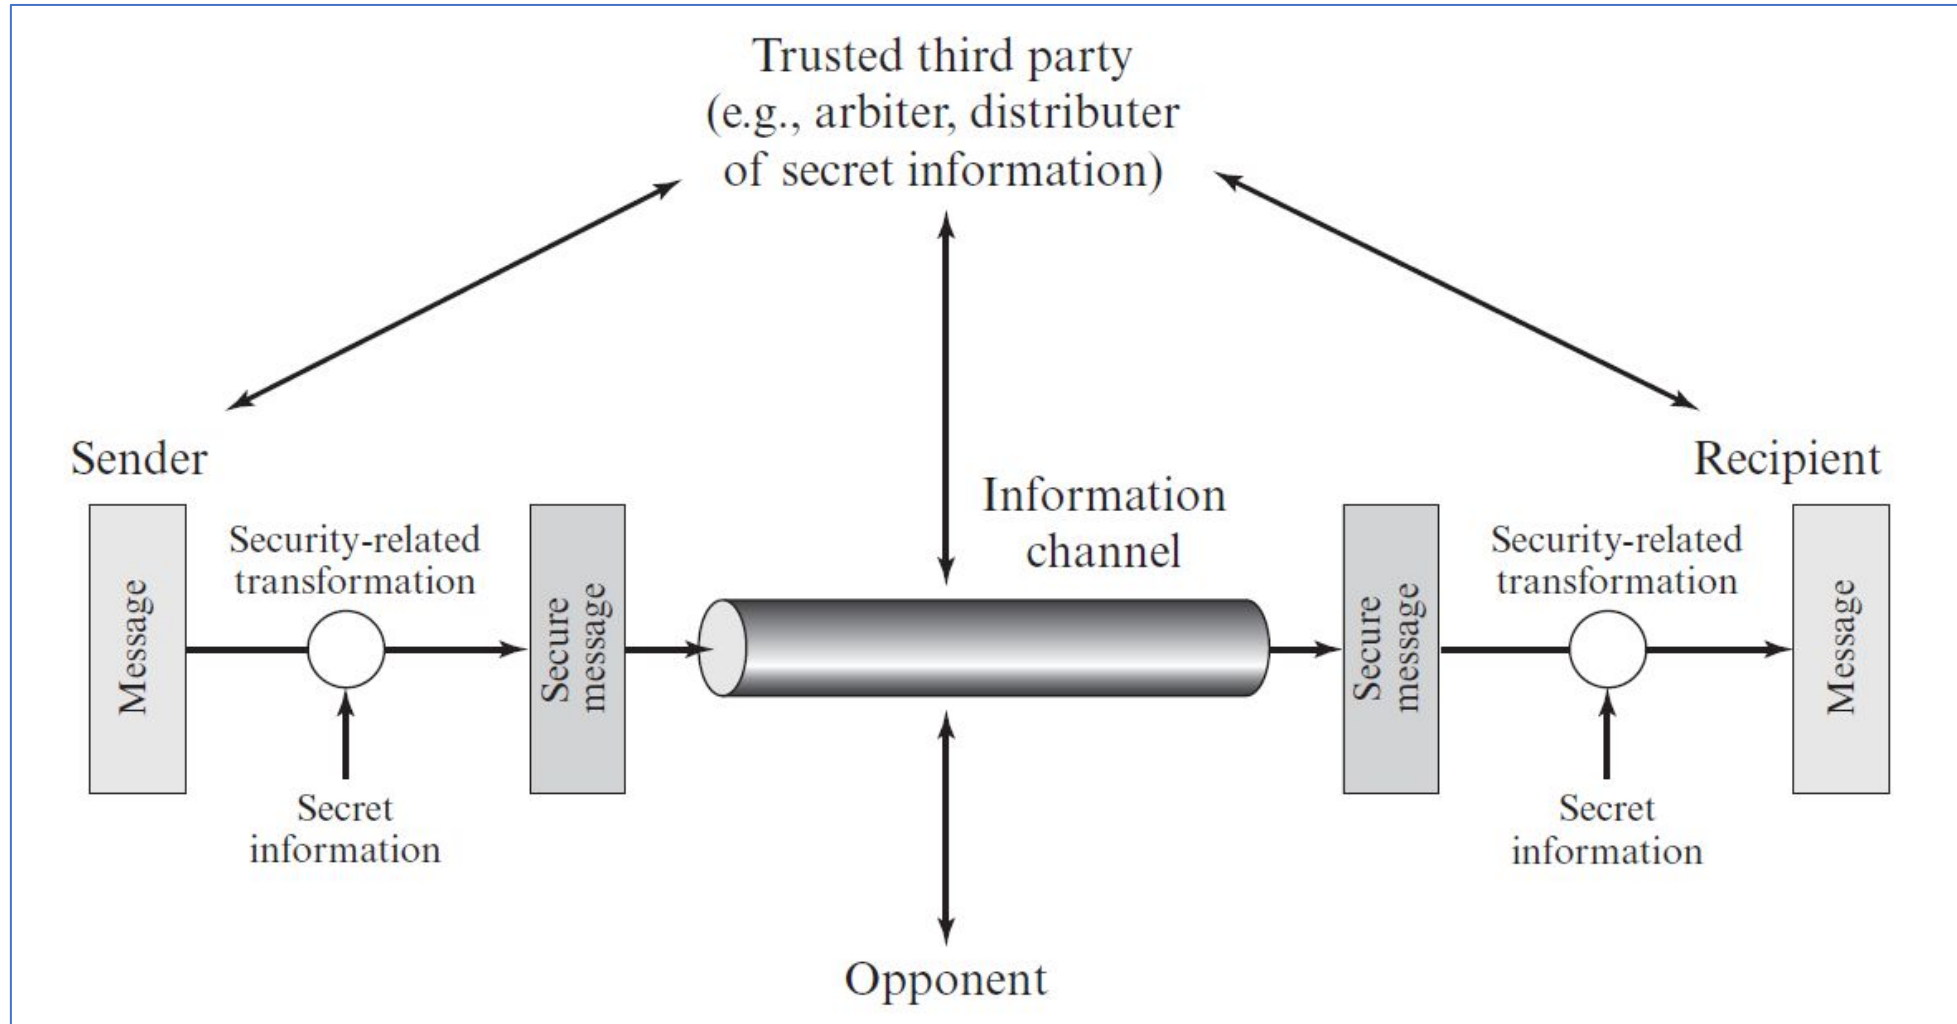 Trusted third party
(e.g., arbiter, distributer
of secret information)
Sender
Recipient
Information
channel
Security-related
transformation
Security-related
transformation
Message
Secure
message
Secure
message
Message
Secret
information
Secret
information
Opponent